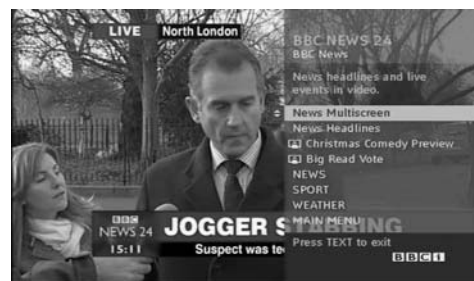 LIVE North London
BBC NEWS 24
BBC News
News headlines and live
events in video.
News Multiscreen
News Headlines
Christmas Comedy Preview
Big Read Vote
NEWS
SPORT
WEATHER
MAIN MENU
Press TEXT to exit
BBCi
BBC
NEWS 24
15:11
JOGGER STABBING
Suspect was